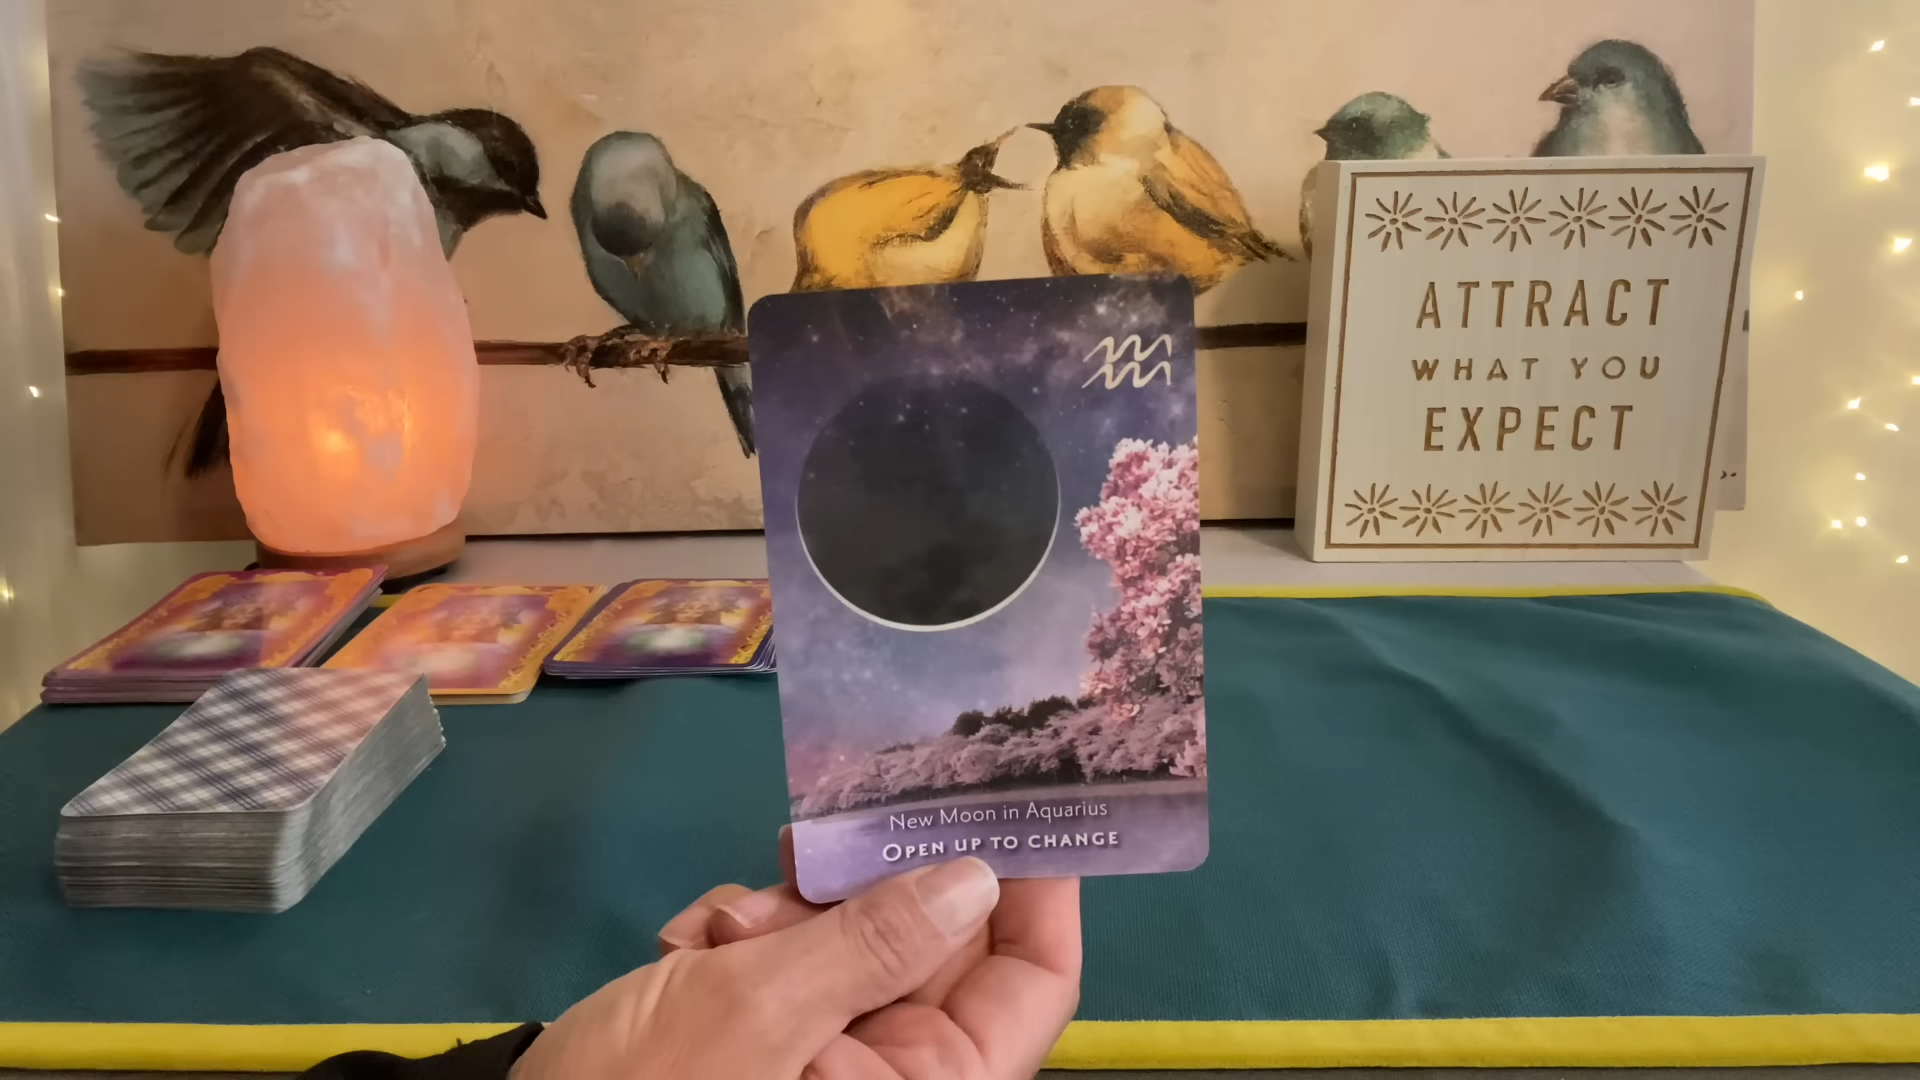 ATTRACT
WHAT YOU
EXPECT
New Moon in Aquarius
OPEN UP TO CHANGE